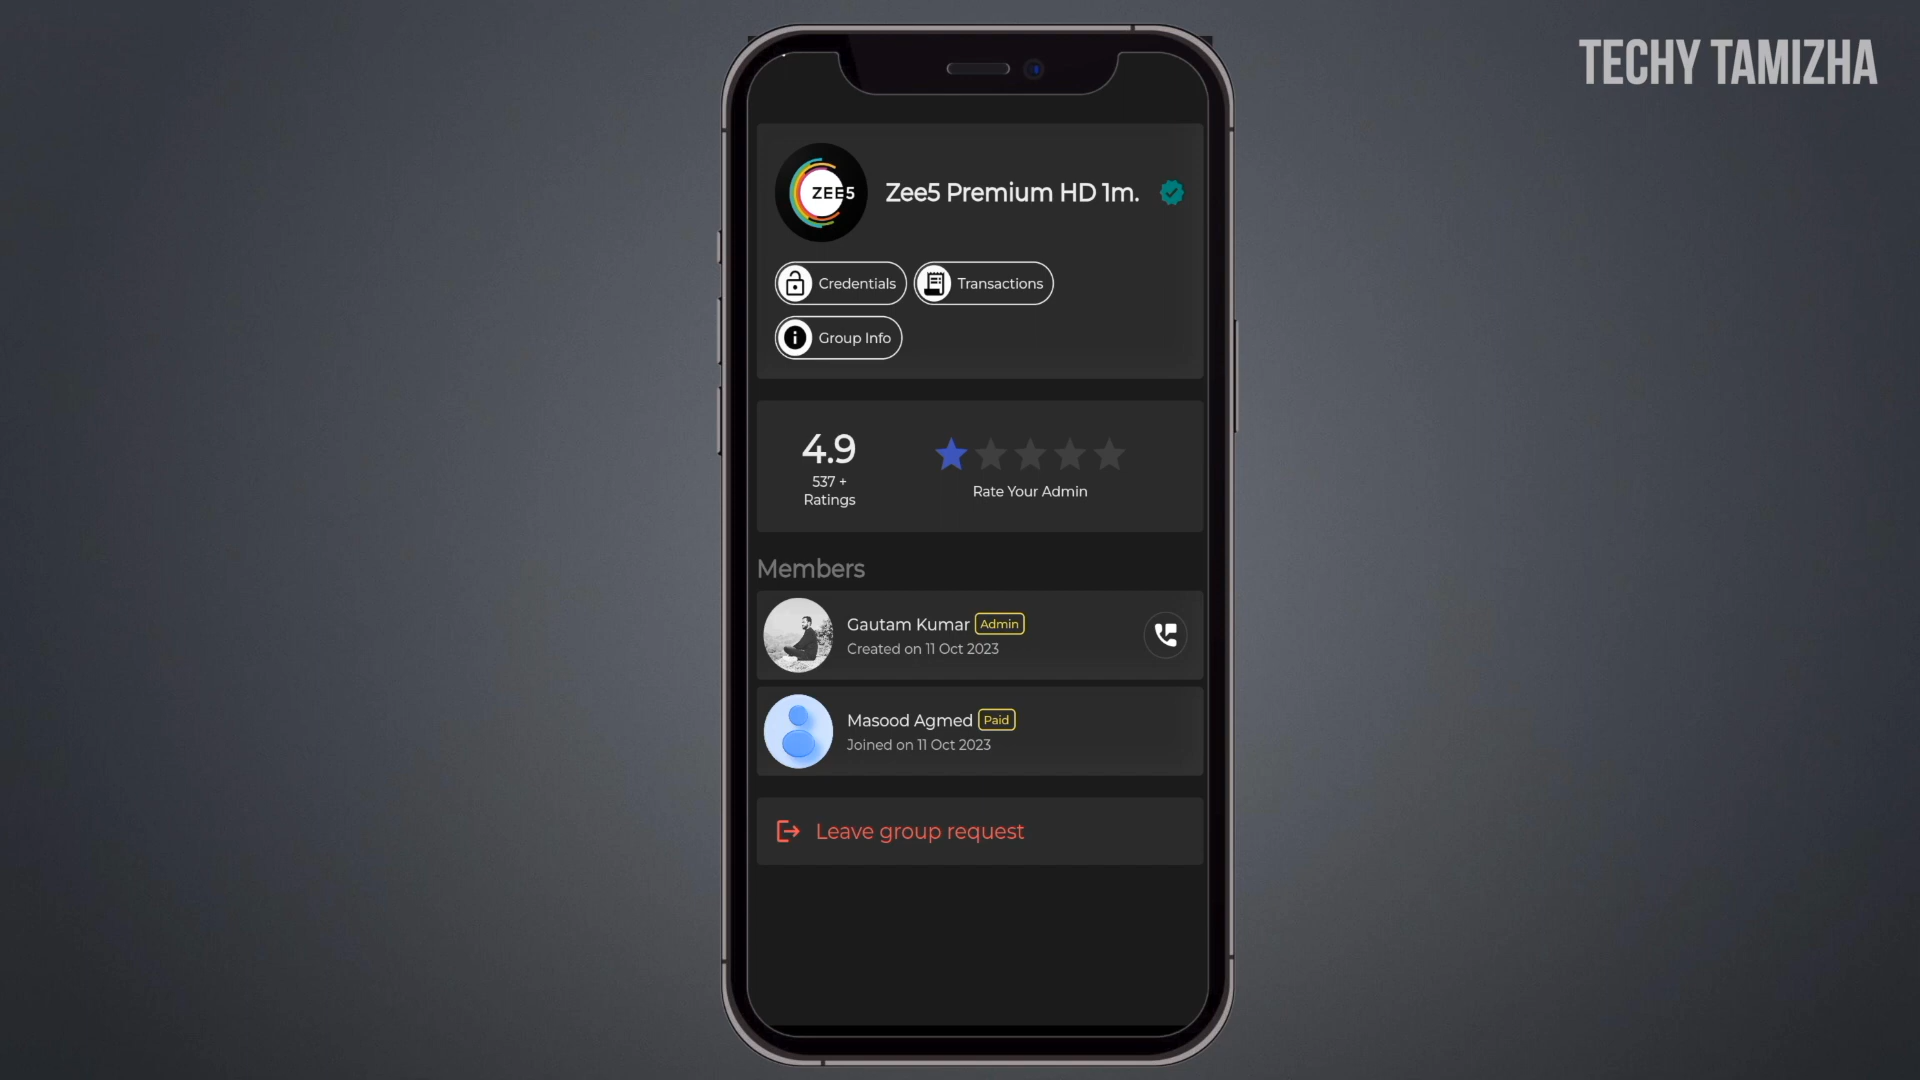 TECHY TAMIZHA
ZEE5
Zee5 Premium HD 1m.
Credentials
Transactions
Group Info
4.9
537 +
Ratings
Rate Your Admin
Members
Gautam Kumar Admin
Created on 11 Oct 2023
Masood Agmed Paid
Joined on 11 Oct 2023
Leave group request